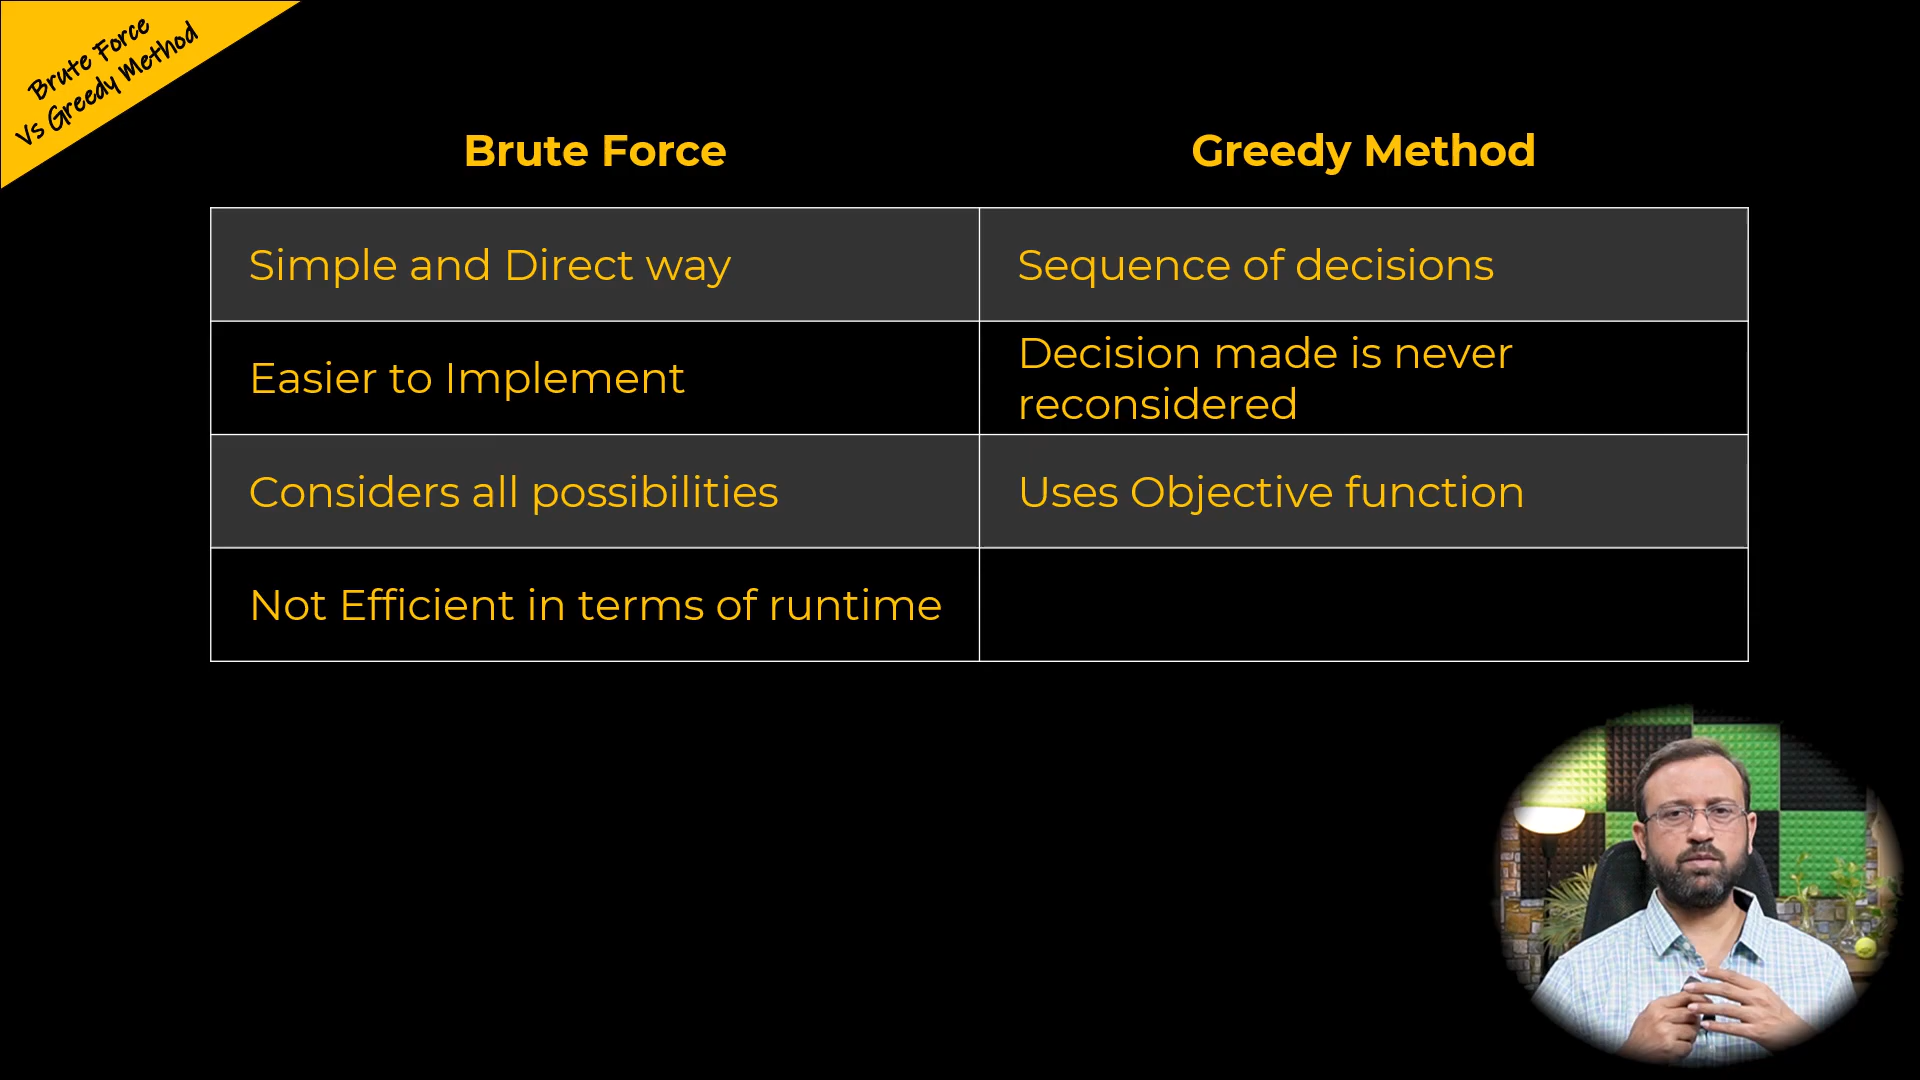 Brute Force
Vs Greedy Method
Brute Force
Greedy Method
Simple and Direct way
Sequence of decisions
Easier to Implement
Decision made is never
reconsidered
Considers all possibilities
Uses Objective function
Not Efficient in terms of runtime